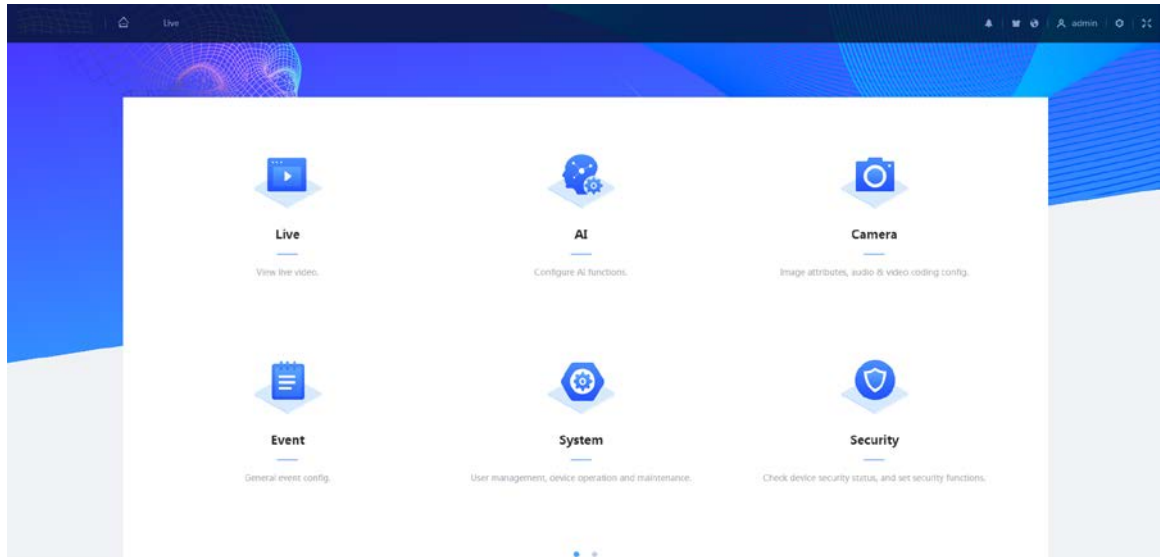 Live
admin
Live
AI
Camera
View live video.
Configure AI functions.
Image attributes, audio & video coding config.
Event
System
Security
General event config.
User management, device operation and maintenance.
Check device security status, and set security functions.